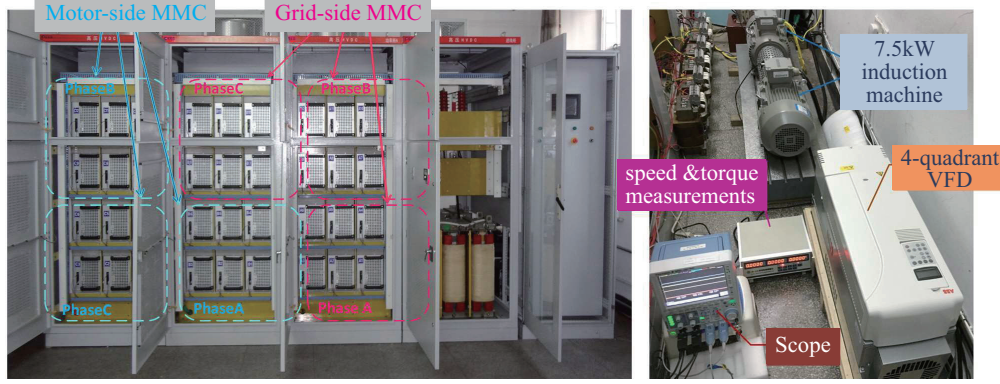 Motor-side MMC
Grid-side MMC
PhaseB
PhaseC
PhaseB
PhaseC
PhaseA
Phase A
7.5kW
induction
machine
speed &torque
measurements
4-quadrant
VFD
Scope